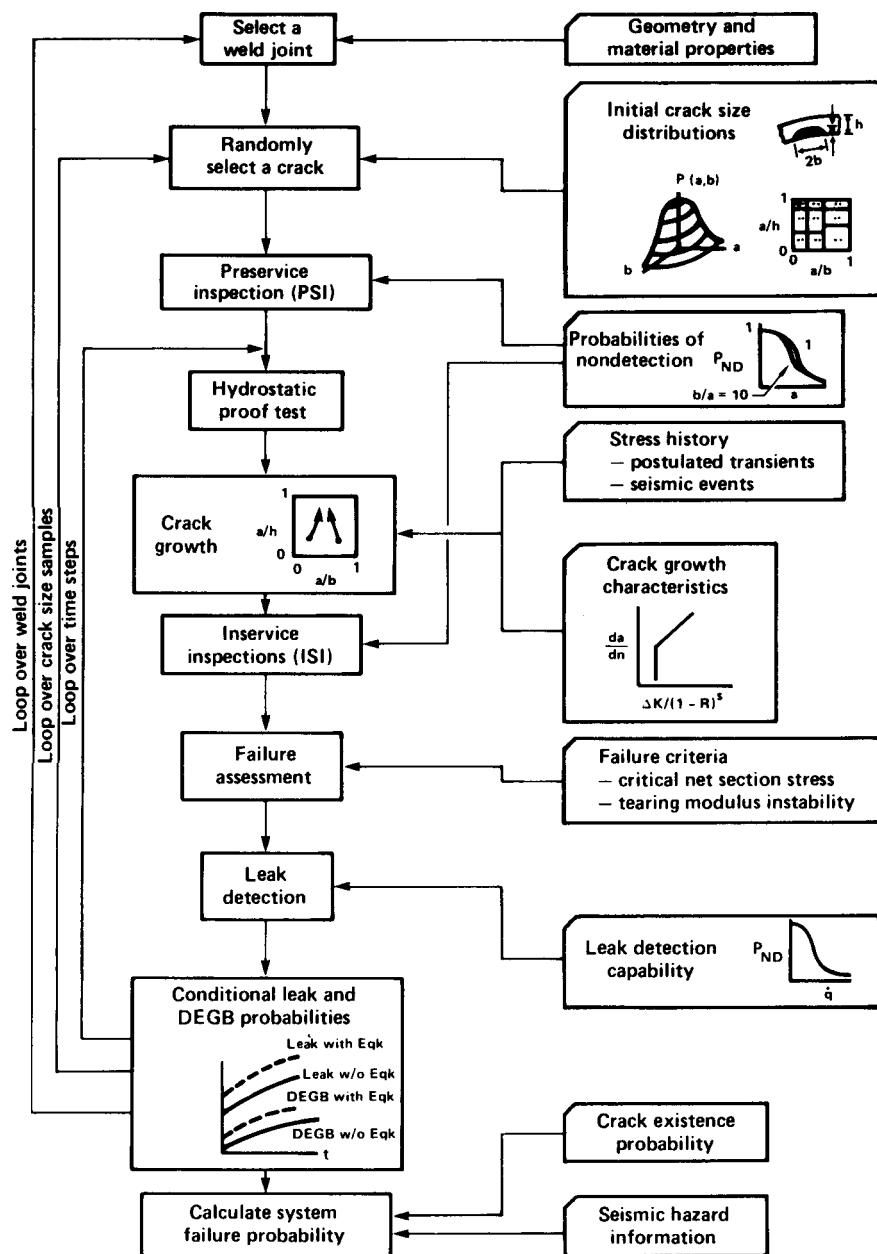 Select a
weld joint
Geometry and
material properties
Initial crack size
distributions
h
2b
P (a,b)
a
b
1
a/h
0
0
1
a/b
Randomly
select a crack
Preservice
inspection (PSI)
Probabilities of
nondetection
1
PND
1
b/a = 10
a
Hydrostatic
proof test
Stress history
— postulated transients
— seismic events
Crack
growth
1
a/h
0
0
1
a/b
Crack growth
characteristics
da
dn
ΔK/(1 - R)s
Inservice
inspections (ISI)
Failure
assessment
Failure criteria
— critical net section stress
— tearing modulus instability
Leak
detection
Leak detection
capability
PND
q̇
Conditional leak and
DEGB probabilities
Leak with Eqk
Leak w/o Eqk
DEGB with Eqk
DEGB w/o Eqk
t
Crack existence
probability
Calculate system
failure probability
Seismic hazard
information
Loop over weld joints
Loop over crack size samples
Loop over time steps